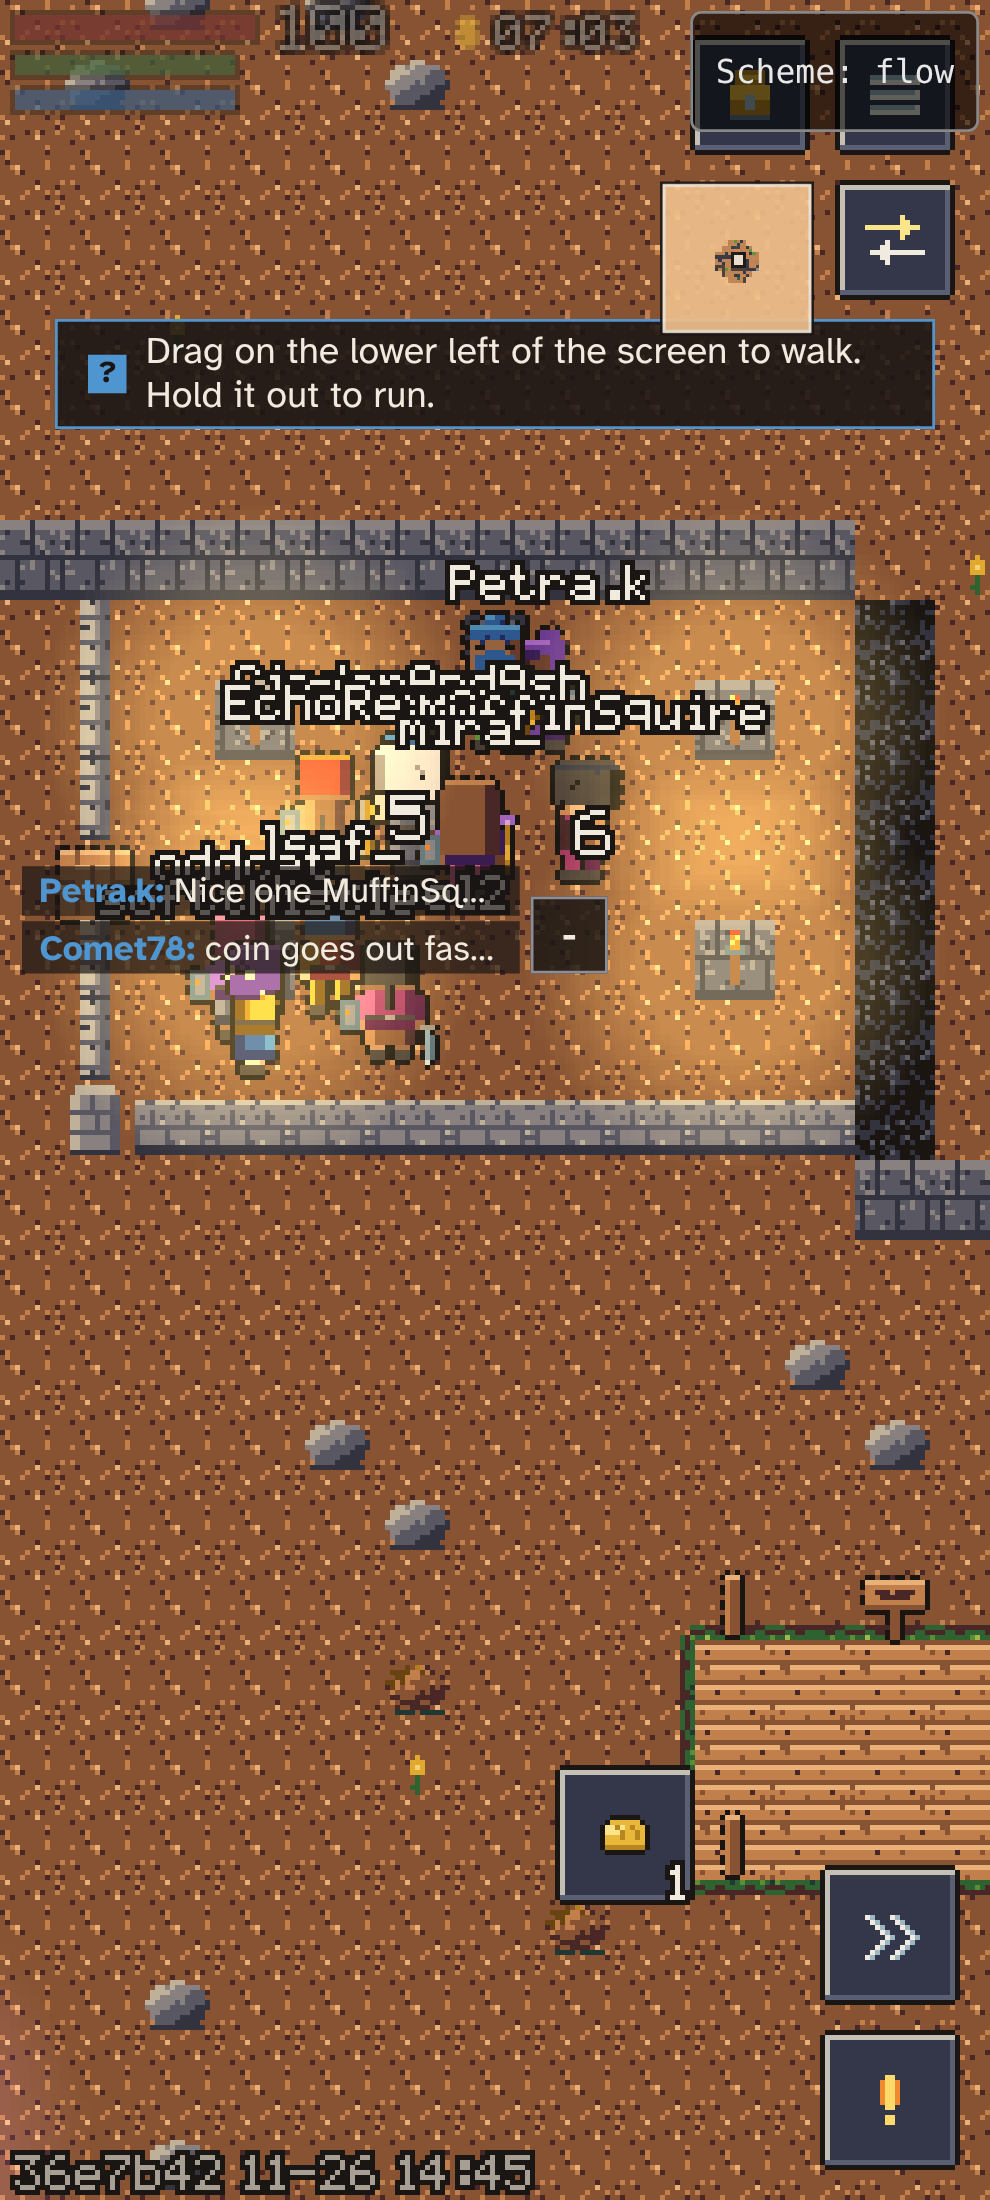 100
07:03
Scheme: flow
? Drag on the lower left of the screen to walk.
Hold it out to run.
Petra.k
MuffinSquire
Mira_
5
6
lsaf_
Petra.k: Nice one MuffinSq...
Comet78: coin goes out fas...
-
1
36e7b42 11-26 14:45